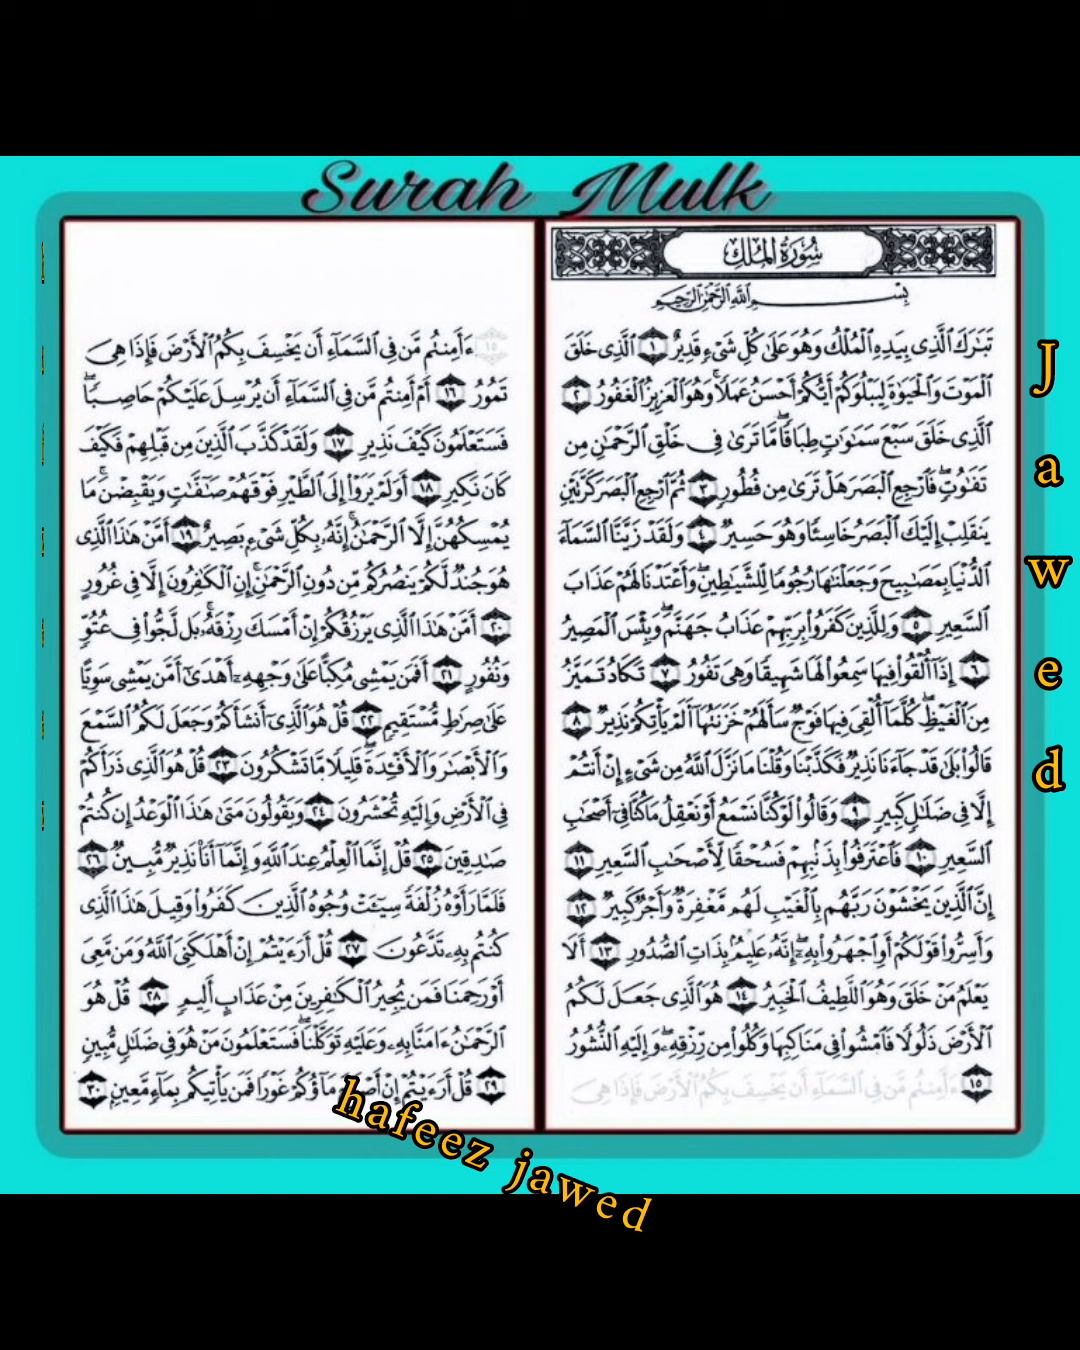 Surah Mulk
سُورَةُ المُلْكِ
بِسْمِ ٱللَّهِ ٱلرَّحْمَٰنِ ٱلرَّحِيمِ
تَبَٰرَكَ ٱلَّذِى بِيَدِهِ ٱلْمُلْكُ وَهُوَ عَلَىٰ كُلِّ شَىْءٍ قَدِيرٌ ١ ٱلَّذِى خَلَقَ
ٱلْمَوْتَ وَٱلْحَيَوٰةَ لِيَبْلُوَكُمْ أَيُّكُمْ أَحْسَنُ عَمَلًا ۚ وَهُوَ ٱلْعَزِيزُ ٱلْغَفُورُ ٢
ٱلَّذِى خَلَقَ سَبْعَ سَمَٰوَٰتٍ طِبَاقًا ۖ مَّا تَرَىٰ فِى خَلْقِ ٱلرَّحْمَٰنِ مِن
تَفَٰوُتٍ ۖ فَٱرْجِعِ ٱلْبَصَرَ هَلْ تَرَىٰ مِن فُطُورٍ ٣ ثُمَّ ٱرْجِعِ ٱلْبَصَرَ كَرَّتَيْنِ
يَنقَلِبْ إِلَيْكَ ٱلْبَصَرُ خَاسِئًا وَهُوَ حَسِيرٌ ٤ وَلَقَدْ زَيَّنَّا ٱلسَّمَآءَ
ٱلدُّنْيَا بِمَصَٰبِيحَ وَجَعَلْنَٰهَا رُجُومًا لِّلشَّيَٰطِينِ ۖ وَأَعْتَدْنَا لَهُمْ عَذَابَ
ٱلسَّعِيرِ ٥ وَلِلَّذِينَ كَفَرُوا۟ بِرَبِّهِمْ عَذَابُ جَهَنَّمَ ۖ وَبِئْسَ ٱلْمَصِيرُ
٦ إِذَآ أُلْقُوا۟ فِيهَا سَمِعُوا۟ لَهَا شَهِيقًا وَهِىَ تَفُورُ ٧ تَكَادُ تَمَيَّزُ
مِنَ ٱلْغَيْظِ ۖ كُلَّمَآ أُلْقِىَ فِيهَا فَوْجٌ سَأَلَهُمْ خَزَنَتُهَآ أَلَمْ يَأْتِكُمْ نَذِيرٌ ٨
قَالُوا۟ بَلَىٰ قَدْ جَآءَنَا نَذِيرٌ فَكَذَّبْنَا وَقُلْنَا مَا نَزَّلَ ٱللَّهُ مِن شَىْءٍ إِنْ أَنتُمْ
إِلَّا فِى ضَلَٰلٍ كَبِيرٍ ٩ وَقَالُوا۟ لَوْ كُنَّا نَسْمَعُ أَوْ نَعْقِلُ مَا كُنَّا فِىٓ أَصْحَٰبِ
ٱلسَّعِيرِ ١٠ فَٱعْتَرَفُوا۟ بِذَنۢبِهِمْ فَسُحْقًا لِّأَصْحَٰبِ ٱلسَّعِيرِ ١١
إِنَّ ٱلَّذِينَ يَخْشَوْنَ رَبَّهُم بِٱلْغَيْبِ لَهُم مَّغْفِرَةٌ وَأَجْرٌ كَبِيرٌ ١٢
وَأَسِرُّوا۟ قَوْلَكُمْ أَوِ ٱجْهَرُوا۟ بِهِۦٓ ۖ إِنَّهُۥ عَلِيمٌۢ بِذَاتِ ٱلصُّدُورِ ١٣ أَلَا
يَعْلَمُ مَنْ خَلَقَ وَهُوَ ٱللَّطِيفُ ٱلْخَبِيرُ ١٤ هُوَ ٱلَّذِى جَعَلَ لَكُمُ
ٱلْأَرْضَ ذَلُولًا فَٱمْشُوا۟ فِى مَنَاكِبِهَا وَكُلُوا۟ مِن رِّزْقِهِۦ ۖ وَإِلَيْهِ ٱلنُّشُورُ
١٥ ءَأَمِنتُم مَّن فِى ٱلسَّمَآءِ أَن يَخْسِفَ بِكُمُ ٱلْأَرْضَ فَإِذَا هِىَ
١٥ ءَأَمِنتُم مَّن فِى ٱلسَّمَآءِ أَن يَخْسِفَ بِكُمُ ٱلْأَرْضَ فَإِذَا هِىَ
تَمُورُ ١٦ أَمْ أَمِنتُم مَّن فِى ٱلسَّمَآءِ أَن يُرْسِلَ عَلَيْكُمْ حَاصِبًا ۖ
فَسَتَعْلَمُونَ كَيْفَ نَذِيرِ ١٧ وَلَقَدْ كَذَّبَ ٱلَّذِينَ مِن قَبْلِهِمْ فَكَيْفَ
كَانَ نَكِيرِ ١٨ أَوَلَمْ يَرَوْا۟ إِلَى ٱلطَّيْرِ فَوْقَهُمْ صَٰٓفَّٰتٍ وَيَقْبِضْنَ ۚ مَا
يُمْسِكُهُنَّ إِلَّا ٱلرَّحْمَٰنُ ۚ إِنَّهُۥ بِكُلِّ شَىْءٍۭ بَصِيرٌ ١٩ أَمَّنْ هَٰذَا ٱلَّذِى
هُوَ جُندٌ لَّكُمْ يَنصُرُكُم مِّن دُونِ ٱلرَّحْمَٰنِ ۚ إِنِ ٱلْكَٰفِرُونَ إِلَّا فِى غُرُورٍ
٢٠ أَمَّنْ هَٰذَا ٱلَّذِى يَرْزُقُكُمْ إِنْ أَمْسَكَ رِزْقَهُۥ ۚ بَل لَّجُّوا۟ فِى عُتُوٍّ
وَنُفُورٍ ٢١ أَفَمَن يَمْشِى مُكِبًّا عَلَىٰ وَجْهِهِۦٓ أَهْدَىٰٓ أَمَّن يَمْشِى سَوِيًّا
عَلَىٰ صِرَٰطٍ مُّسْتَقِيمٍ ٢٢ قُلْ هُوَ ٱلَّذِىٓ أَنشَأَكُمْ وَجَعَلَ لَكُمُ ٱلسَّمْعَ
وَٱلْأَبْصَٰرَ وَٱلْأَفْـِٔدَةَ ۖ قَلِيلًا مَّا تَشْكُرُونَ ٢٣ قُلْ هُوَ ٱلَّذِى ذَرَأَكُمْ
فِى ٱلْأَرْضِ وَإِلَيْهِ تُحْشَرُونَ ٢٤ وَيَقُولُونَ مَتَىٰ هَٰذَا ٱلْوَعْدُ إِن كُنتُمْ
صَٰدِقِينَ ٢٥ قُلْ إِنَّمَا ٱلْعِلْمُ عِندَ ٱللَّهِ وَإِنَّمَآ أَنَا۠ نَذِيرٌ مُّبِينٌ ٢٦
فَلَمَّا رَأَوْهُ زُلْفَةً سِيٓـَٔتْ وُجُوهُ ٱلَّذِينَ كَفَرُوا۟ وَقِيلَ هَٰذَا ٱلَّذِى
كُنتُم بِهِۦ تَدَّعُونَ ٢٧ قُلْ أَرَءَيْتُمْ إِنْ أَهْلَكَنِىَ ٱللَّهُ وَمَن مَّعِىَ
أَوْ رَحِمَنَا فَمَن يُجِيرُ ٱلْكَٰفِرِينَ مِنْ عَذَابٍ أَلِيمٍ ٢٨ قُلْ هُوَ
ٱلرَّحْمَٰنُ ءَامَنَّا بِهِۦ وَعَلَيْهِ تَوَكَّلْنَا ۖ فَسَتَعْلَمُونَ مَنْ هُوَ فِى ضَلَٰلٍ مُّبِينٍ
٢٩ قُلْ أَرَءَيْتُمْ إِنْ مَآؤُكُمْ غَوْرًا فَمَن يَأْتِيكُم بِمَآءٍ مَّعِينٍۭ ٣٠
Jawed
hafeez jawed